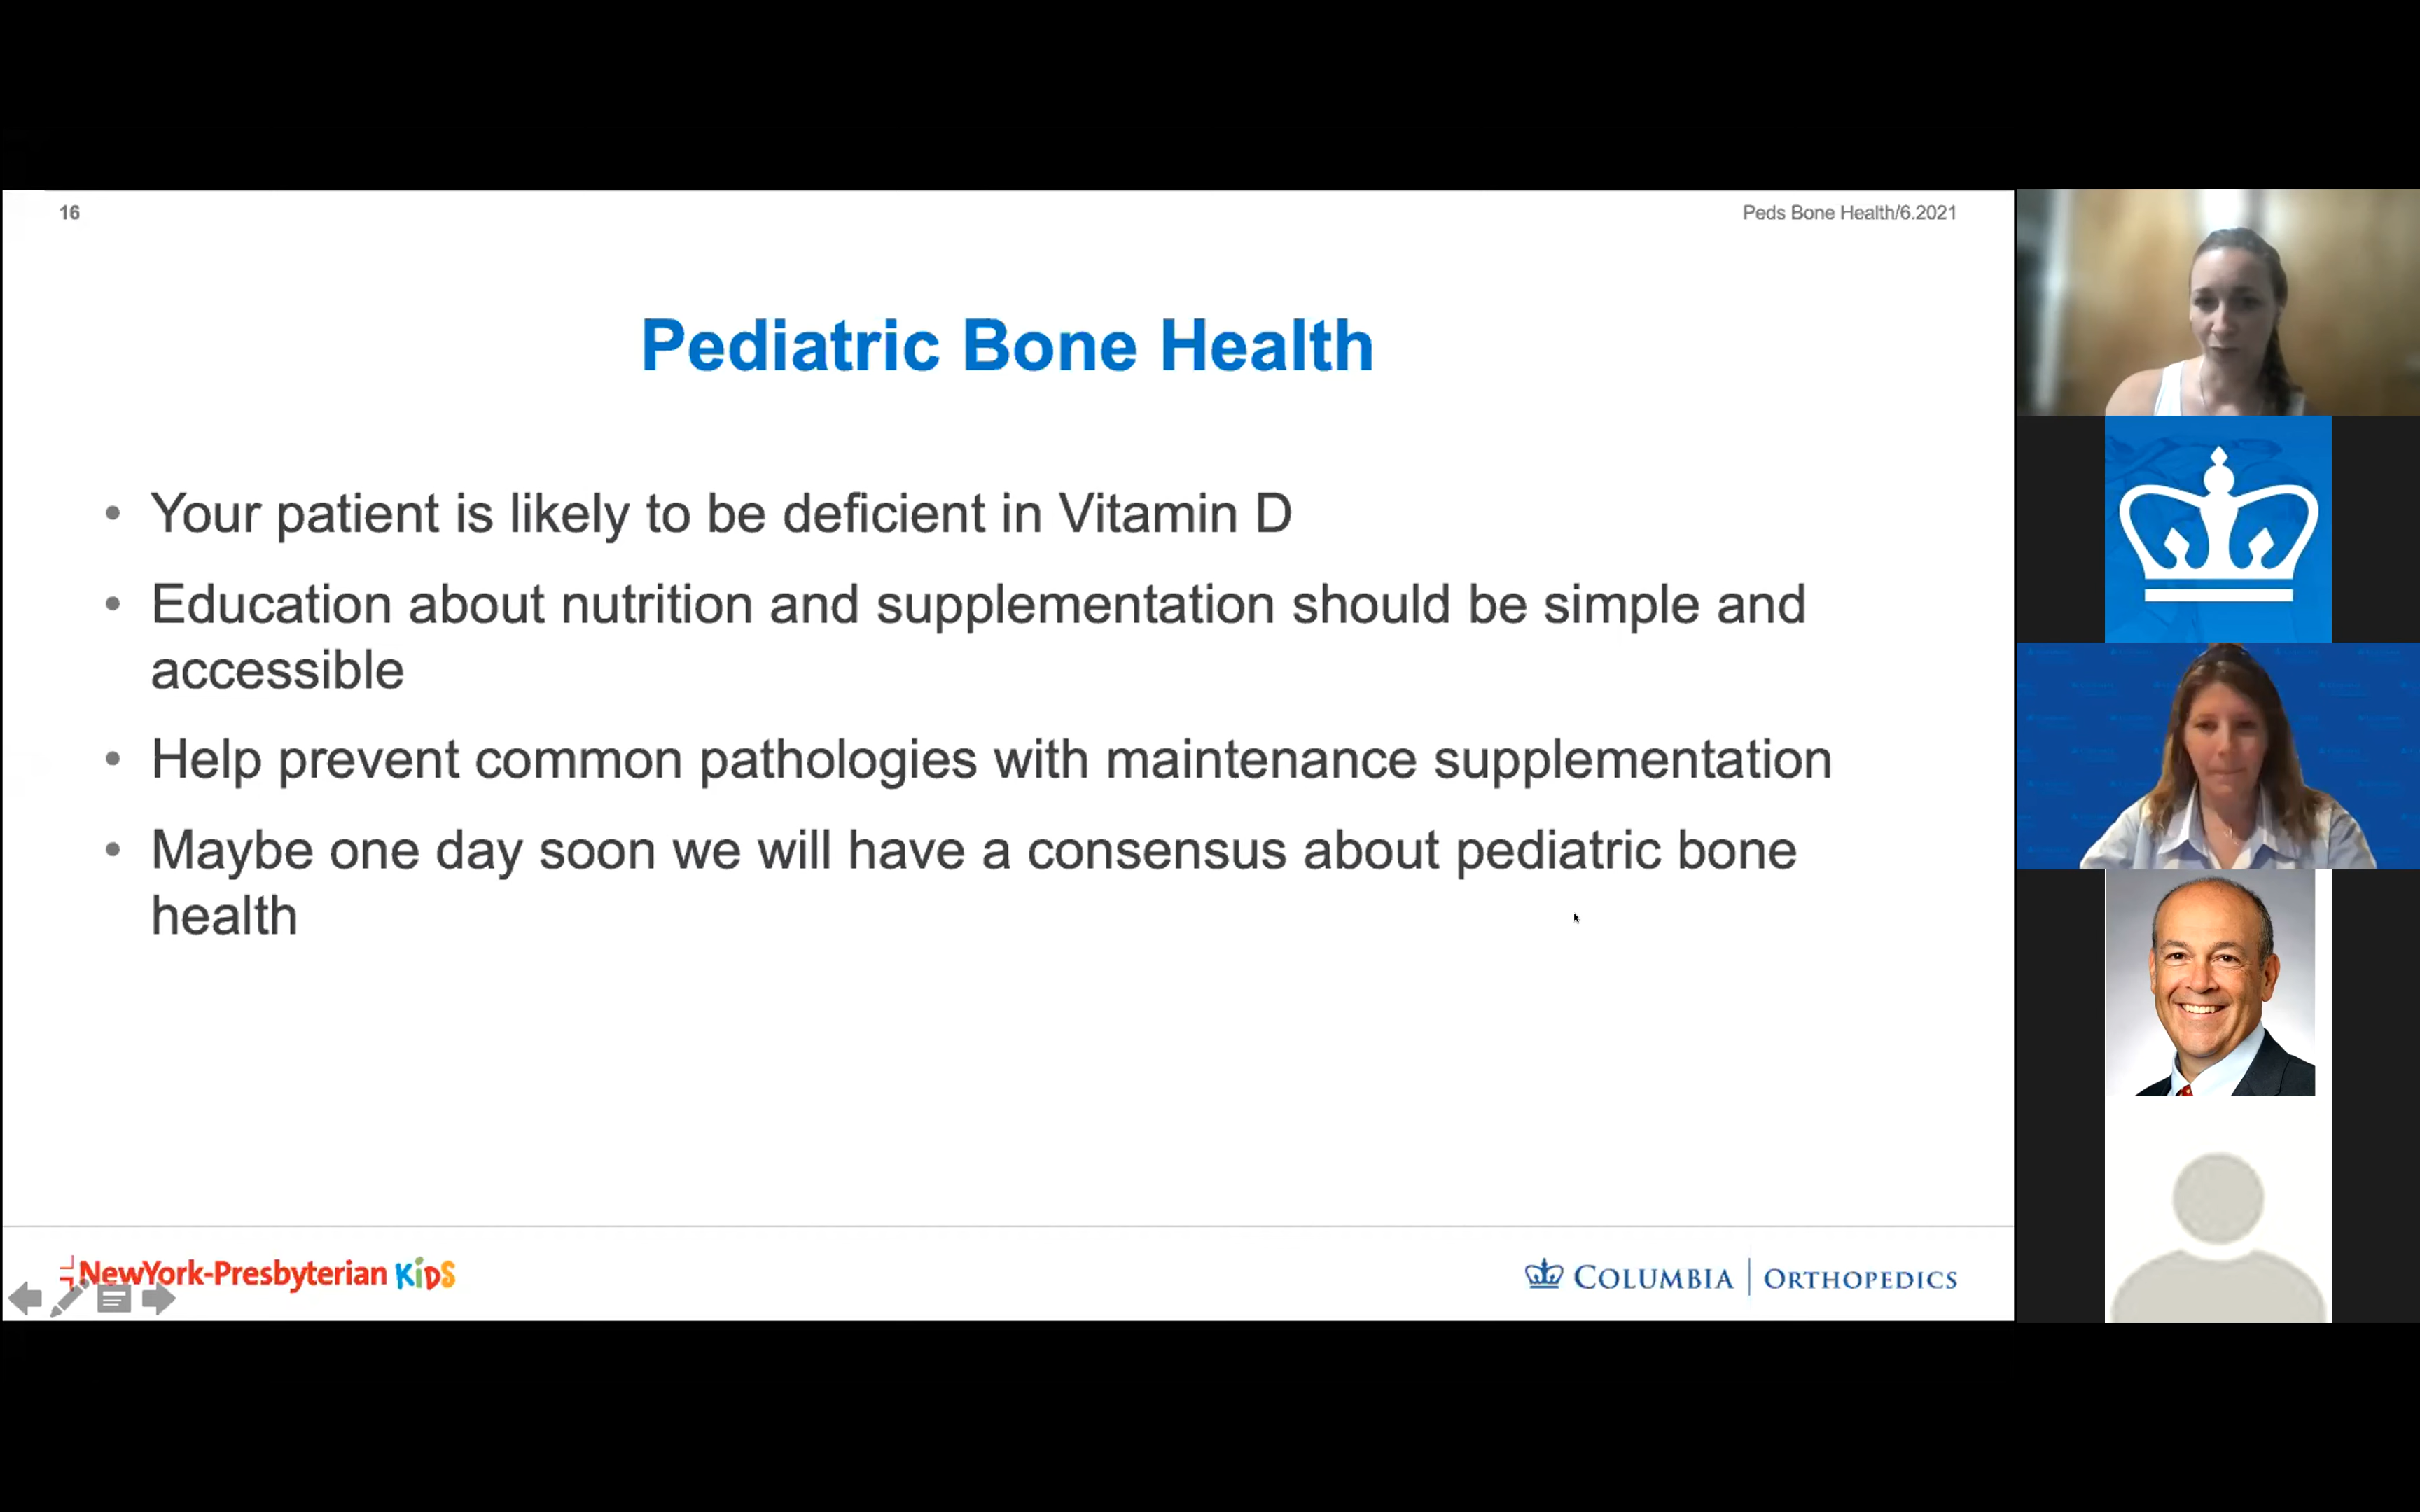 16
Peds Bone Health/6.2021
Pediatric Bone Health
• Your patient is likely to be deficient in Vitamin D
• Education about nutrition and supplementation should be simple and
accessible
• Help prevent common pathologies with maintenance supplementation
• Maybe one day soon we will have a consensus about pediatric bone
health
NewYork-Presbyterian KiDS
COLUMBIA | ORTHOPEDICS